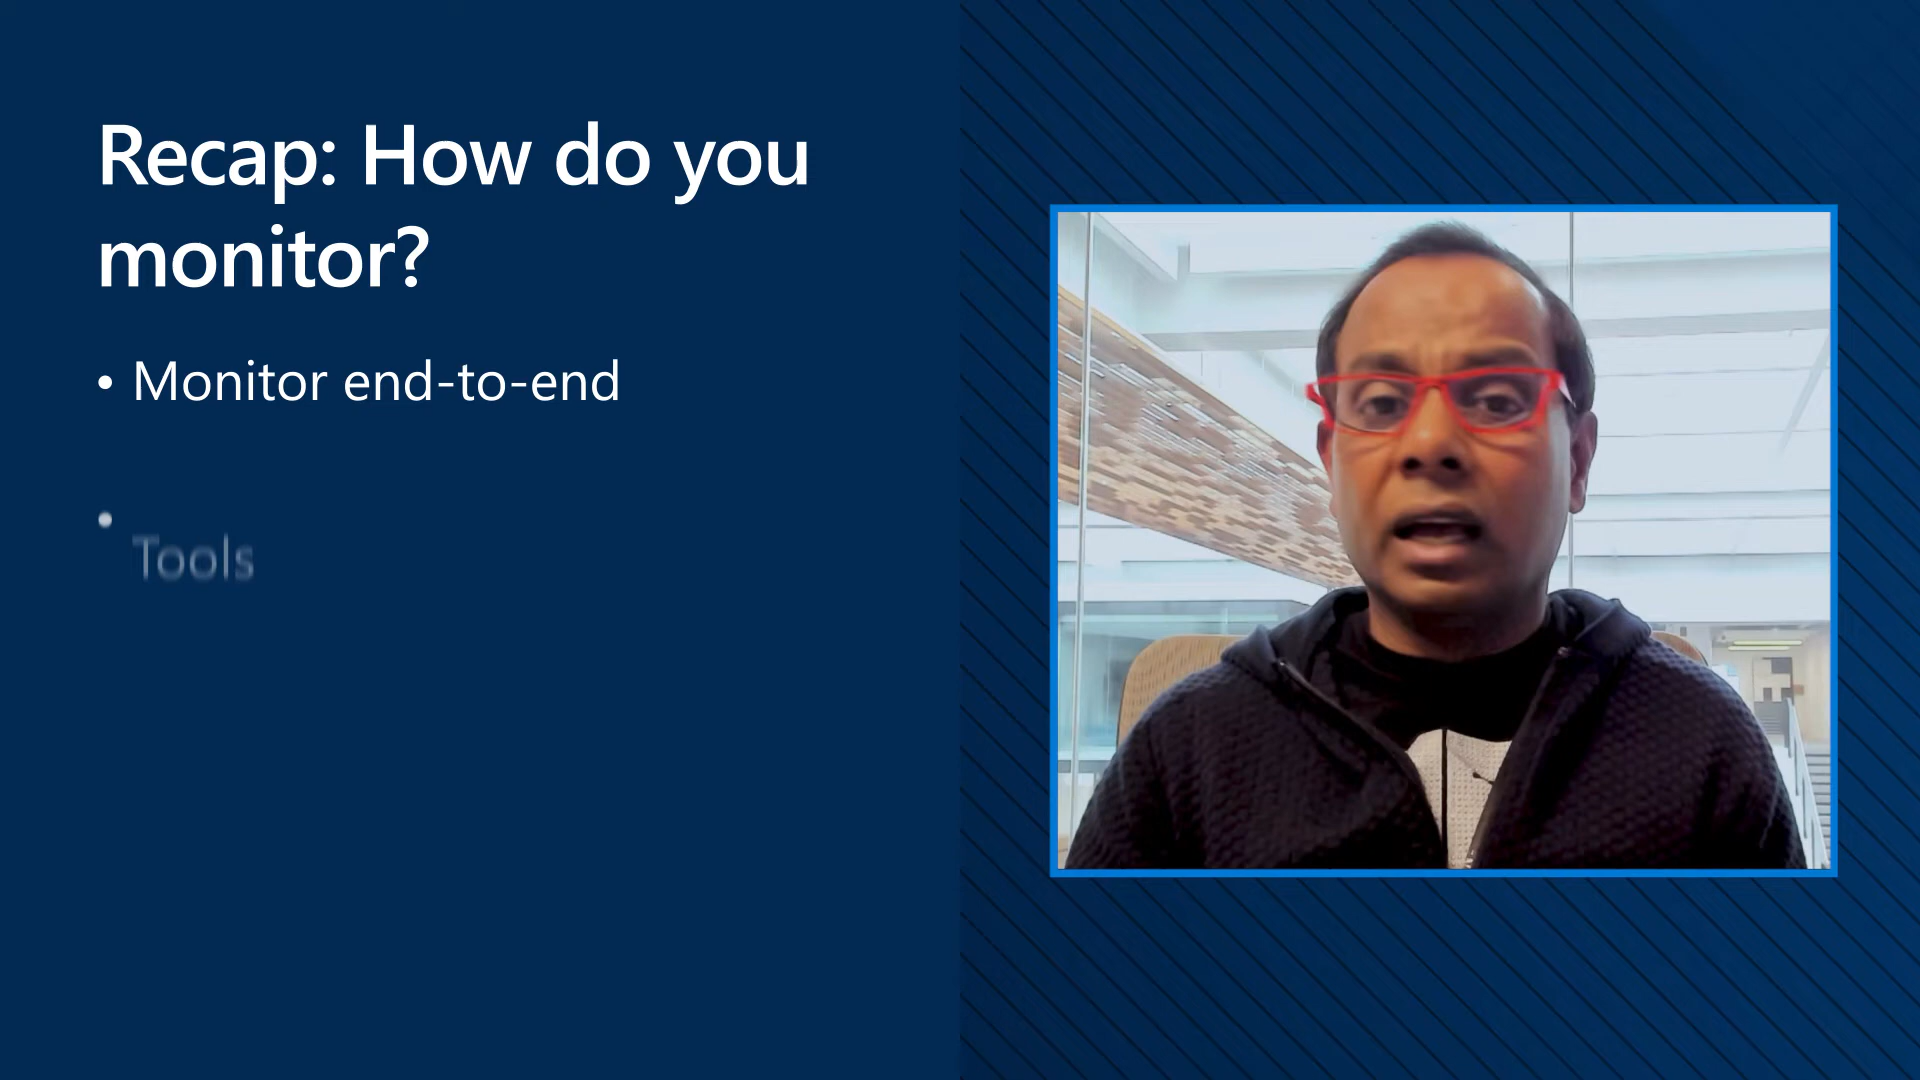 Recap: How do you
monitor?
• Monitor end-to-end
• Tools